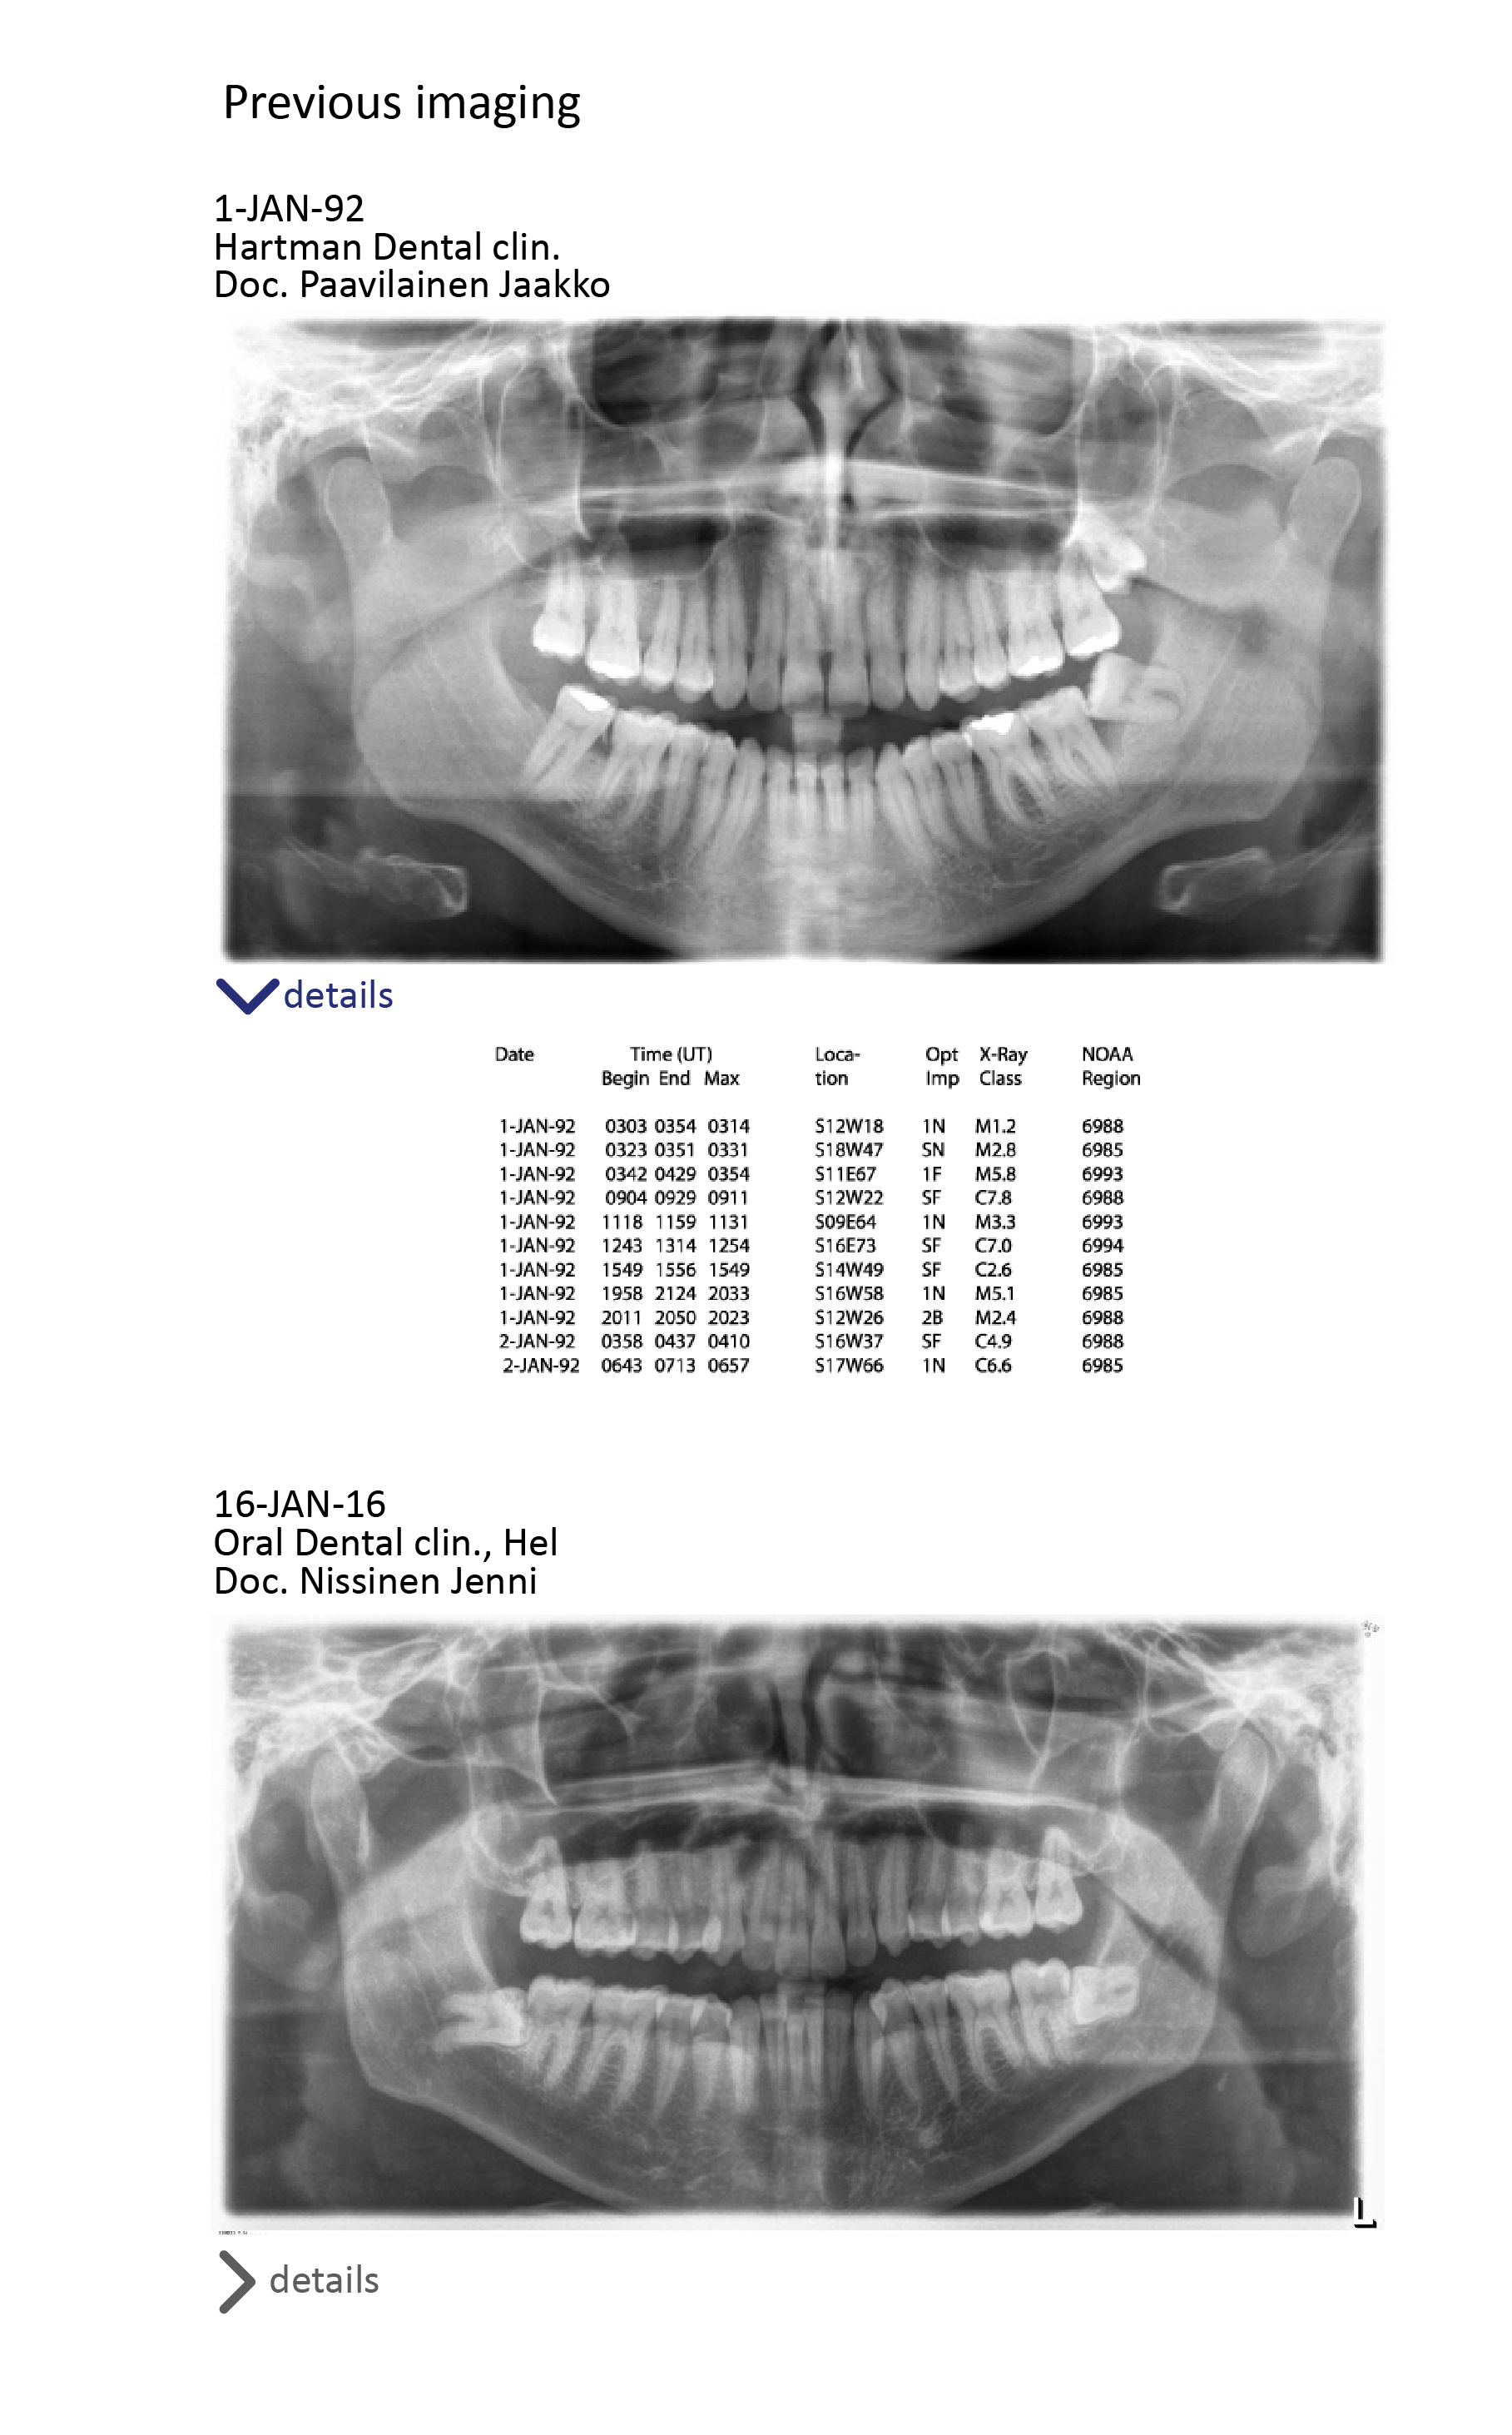 Previous imaging
1-JAN-92
Hartman Dental clin.
Doc. Paavilainen Jaakko
details
Date Time (UT) Loca- Opt X-Ray NOAA
Begin End Max tion Imp Class Region
1-JAN-92 0303 0354 0314 S12W18 1N M1.2 6988
1-JAN-92 0323 0351 0331 S18W47 SN M2.8 6985
1-JAN-92 0342 0429 0354 S11E67 1F M5.8 6993
1-JAN-92 0904 0929 0911 S12W22 SF C7.8 6988
1-JAN-92 1118 1159 1131 S09E64 1N M3.3 6993
1-JAN-92 1243 1314 1254 S16E73 SF C7.0 6994
1-JAN-92 1549 1556 1549 S14W49 SF C2.6 6985
1-JAN-92 1958 2124 2033 S16W58 1N M5.1 6985
1-JAN-92 2011 2050 2023 S12W26 2B M2.4 6988
2-JAN-92 0358 0437 0410 S16W37 SF C4.9 6988
2-JAN-92 0643 0713 0657 S17W66 1N C6.6 6985
16-JAN-16
Oral Dental clin., Hel
Doc. Nissinen Jenni
L
details